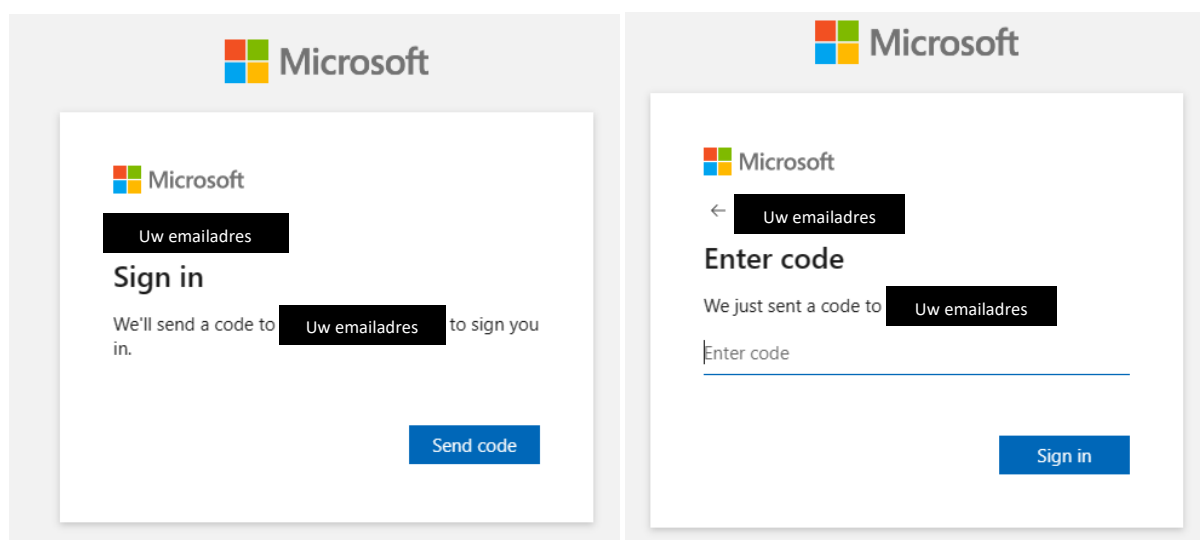 Microsoft
Microsoft
Uw emailadres
Sign in
We'll send a code to Uw emailadres to sign you
in.
Send code
Microsoft
Microsoft
← Uw emailadres
Enter code
We just sent a code to Uw emailadres
Enter code
Sign in